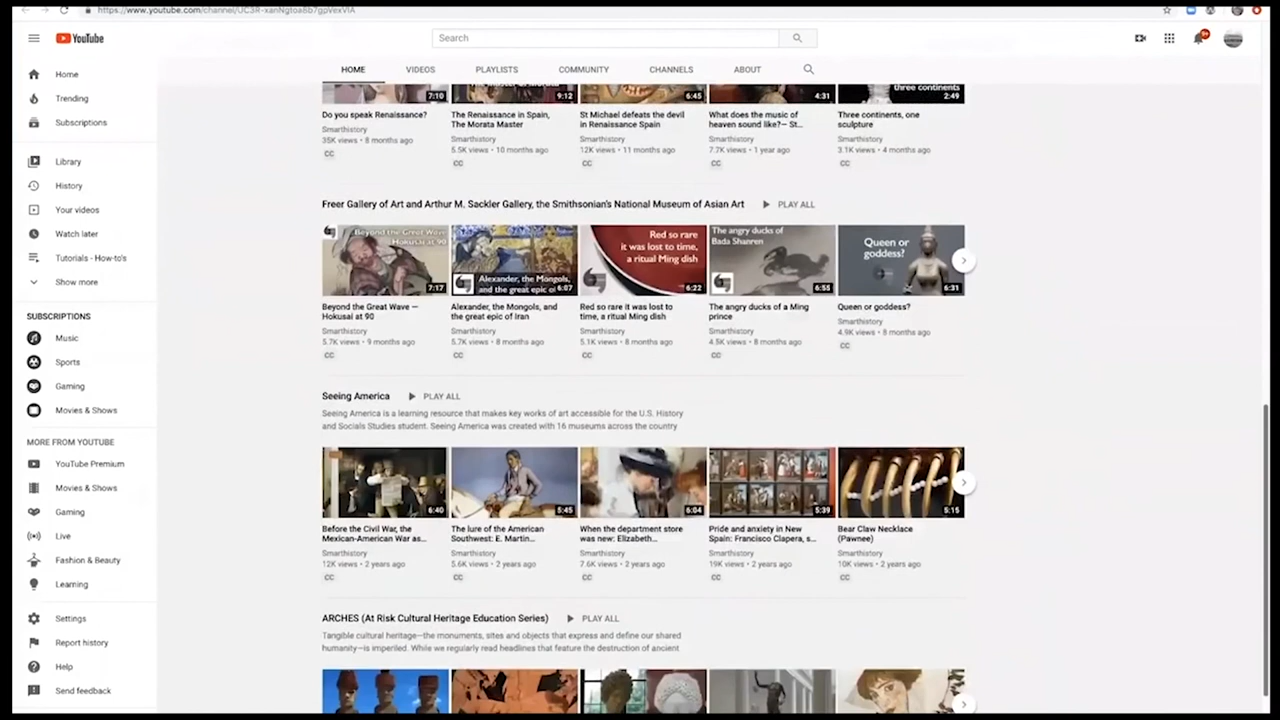 https://www.youtube.com/channel/
YouTube
Search
9+
HOME VIDEOS PLAYLISTS COMMUNITY CHANNELS ABOUT
Home
Trending
Subscriptions
Library
History
Your videos
Watch later
Tutorials - How-to's
Show more
SUBSCRIPTIONS
Music
Sports
Gaming
Movies & Shows
MORE FROM YOUTUBE
YouTube Premium
Movies & Shows
Gaming
Live
Fashion & Beauty
Learning
Settings
Report history
Help
Send feedback
7:10
9:12
6:45
4:31
three continents
2:49
Do you speak Renaissance?
Smarthistory
35K views • 8 months ago
CC
The Renaissance in Spain,
The Morata Master
Smarthistory
5.5K views • 10 months ago
CC
St Michael defeats the devil
in Renaissance Spain
Smarthistory
12K views • 11 months ago
CC
What does the music of
heaven sound like?— St...
Smarthistory
7.7K views • 1 year ago
CC
Three continents, one
sculpture
Smarthistory
3.1K views • 4 months ago
CC
Freer Gallery of Art and Arthur M. Sackler Gallery, the Smithsonian's National Museum of Asian Art PLAY ALL
Beyond the Great Wave
Hokusai at 90
7:17
Alexander, the Mongols,
and the great epic of
6:07
Red so rare
it was lost to time,
a ritual Ming dish
6:22
The angry ducks of
Bada Shanren
6:55
Queen or
goddess?
6:31
Beyond the Great Wave —
Hokusai at 90
Smarthistory
5.7K views • 9 months ago
CC
Alexander, the Mongols, and
the great epic of Iran
Smarthistory
5.7K views • 8 months ago
CC
Red so rare it was lost to
time, a ritual Ming dish
Smarthistory
5.1K views • 8 months ago
CC
The angry ducks of a Ming
prince
Smarthistory
4.5K views • 8 months ago
CC
Queen or goddess?
Smarthistory
4.9K views • 8 months ago
CC
Seeing America PLAY ALL
Seeing America is a learning resource that makes key works of art accessible for the U.S. History
and Socials Studies student. Seeing America was created with 16 museums across the country
6:40
5:45
6:04
5:39
5:15
Before the Civil War, the
Mexican-American War as...
Smarthistory
12K views • 2 years ago
CC
The lure of the American
Southwest: E. Martin...
Smarthistory
5.6K views • 2 years ago
CC
When the department store
was new: Elizabeth...
Smarthistory
7.6K views • 2 years ago
CC
Pride and anxiety in New
Spain: Francisco Clapera, s...
Smarthistory
19K views • 2 years ago
CC
Bear Claw Necklace
(Pawnee)
Smarthistory
10K views • 2 years ago
CC
ARCHES (At Risk Cultural Heritage Education Series) PLAY ALL
Tangible cultural heritage—the monuments, sites and objects that express and define our shared
humanity—is imperiled. While we regularly read headlines that feature the destruction of ancient